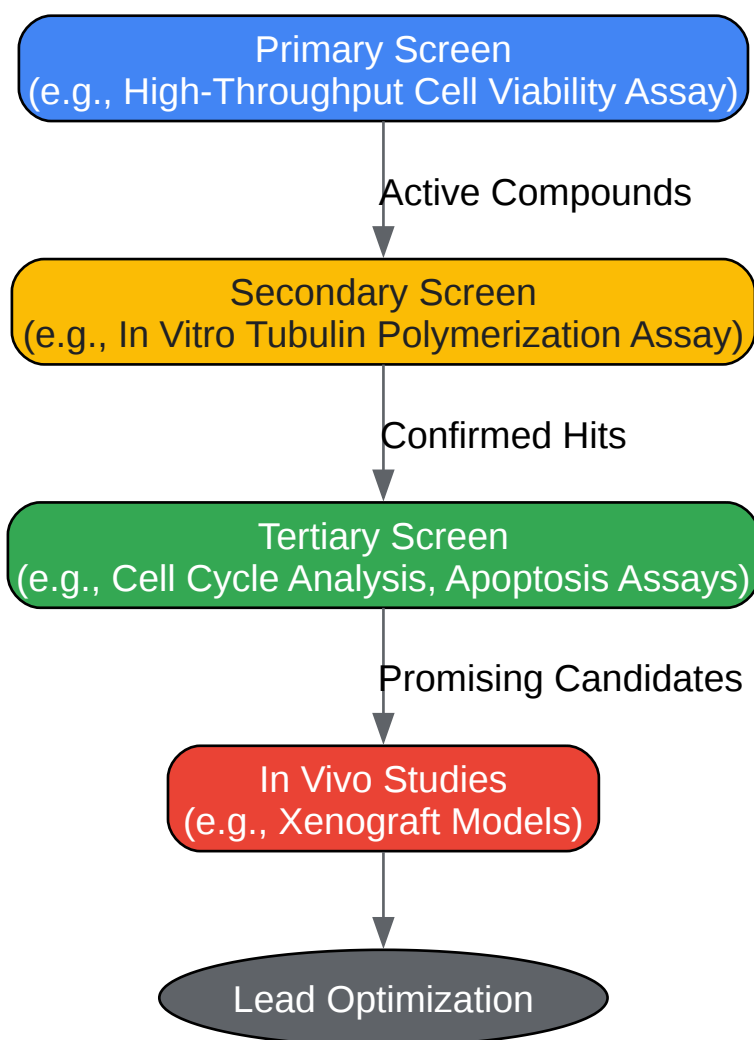 Primary Screen
(e.g., High-Throughput Cell Viability Assay)
Active Compounds
Secondary Screen
(e.g., In Vitro Tubulin Polymerization Assay)
Confirmed Hits
Tertiary Screen
(e.g., Cell Cycle Analysis, Apoptosis Assays)
Promising Candidates
In Vivo Studies
(e.g., Xenograft Models)
Lead Optimization